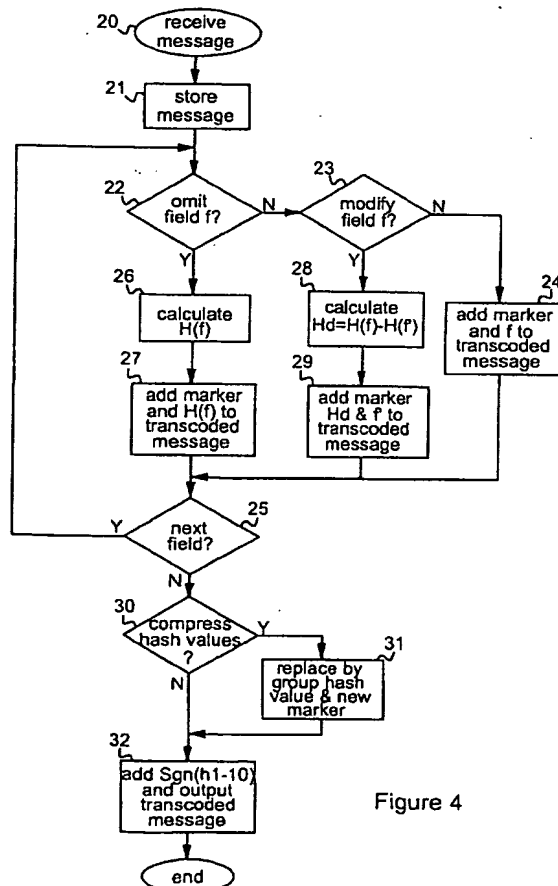 20
receive
message
21
store
message
22
omit
field f?
N
Y
23
modify
field f?
N
Y
26
calculate
H(f)
28
calculate
Hd=H(f)-H(f')
24
add marker
and f to
transcoded
message
27
add marker
and H(f) to
transcoded
message
29
add marker
Hd & f' to
transcoded
message
25
next
field?
Y
N
30
compress
hash values
?
Y
N
31
replace by
group hash
value & new
marker
32
add Sgn(h1-10)
and output
transcoded
message
end
Figure 4